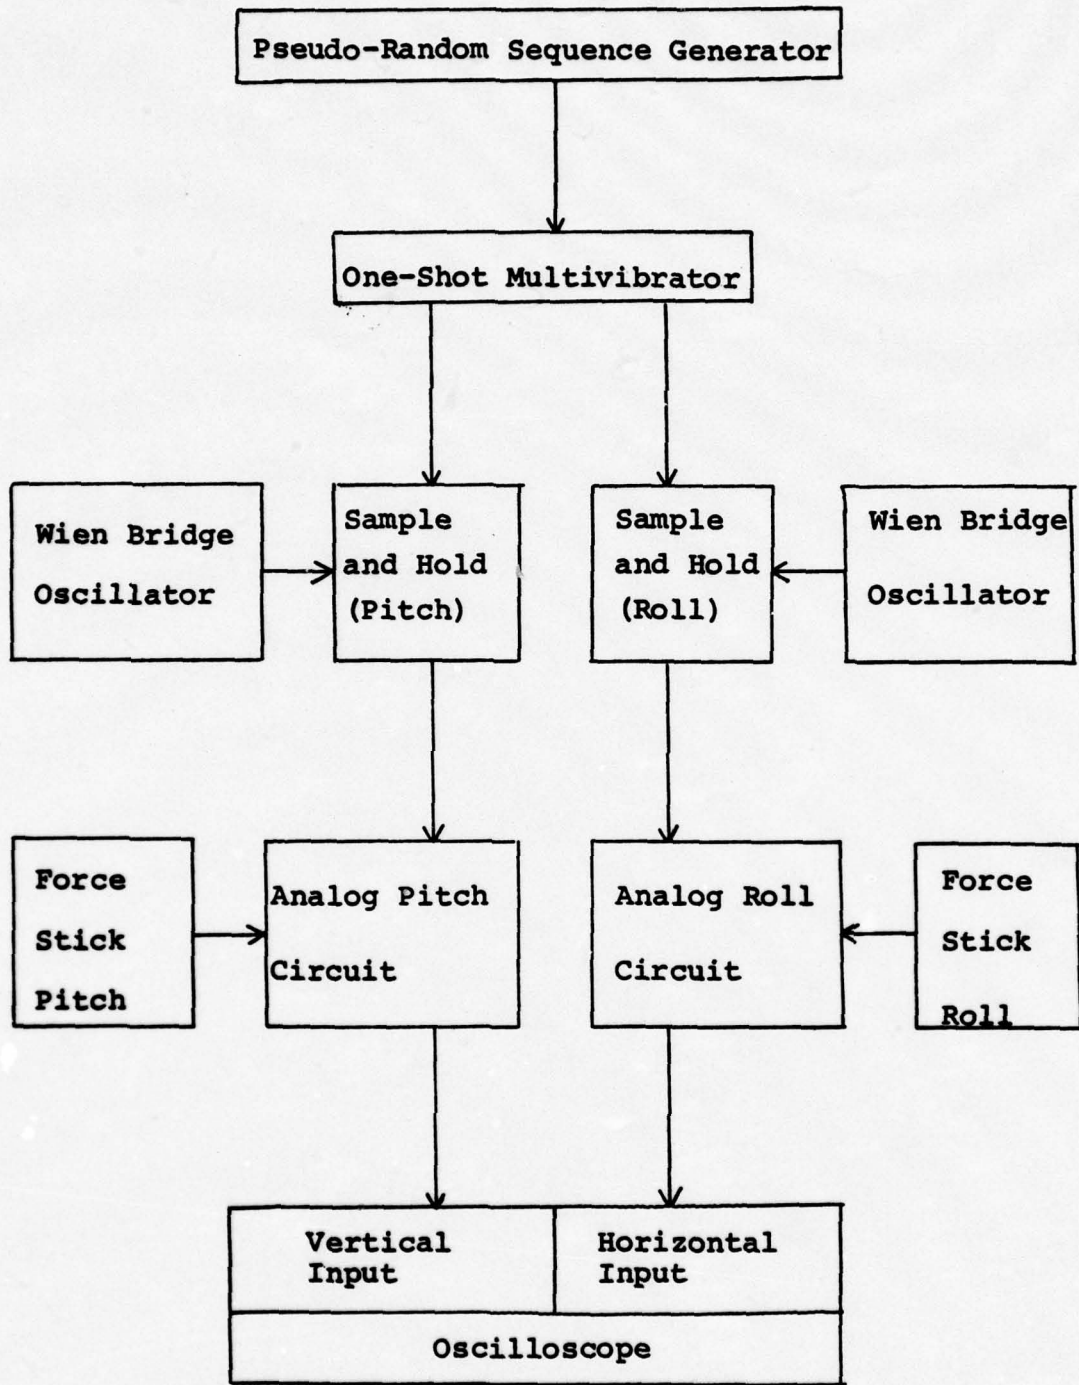 Pseudo-Random Sequence Generator
One-Shot Multivibrator
Wien Bridge
Oscillator
Sample
and Hold
(Pitch)
Sample
and Hold
(Roll)
Wien Bridge
Oscillator
Force
Stick
Pitch
Analog Pitch
Circuit
Analog Roll
Circuit
Force
Stick
Roll
Vertical
Input
Horizontal
Input
Oscilloscope